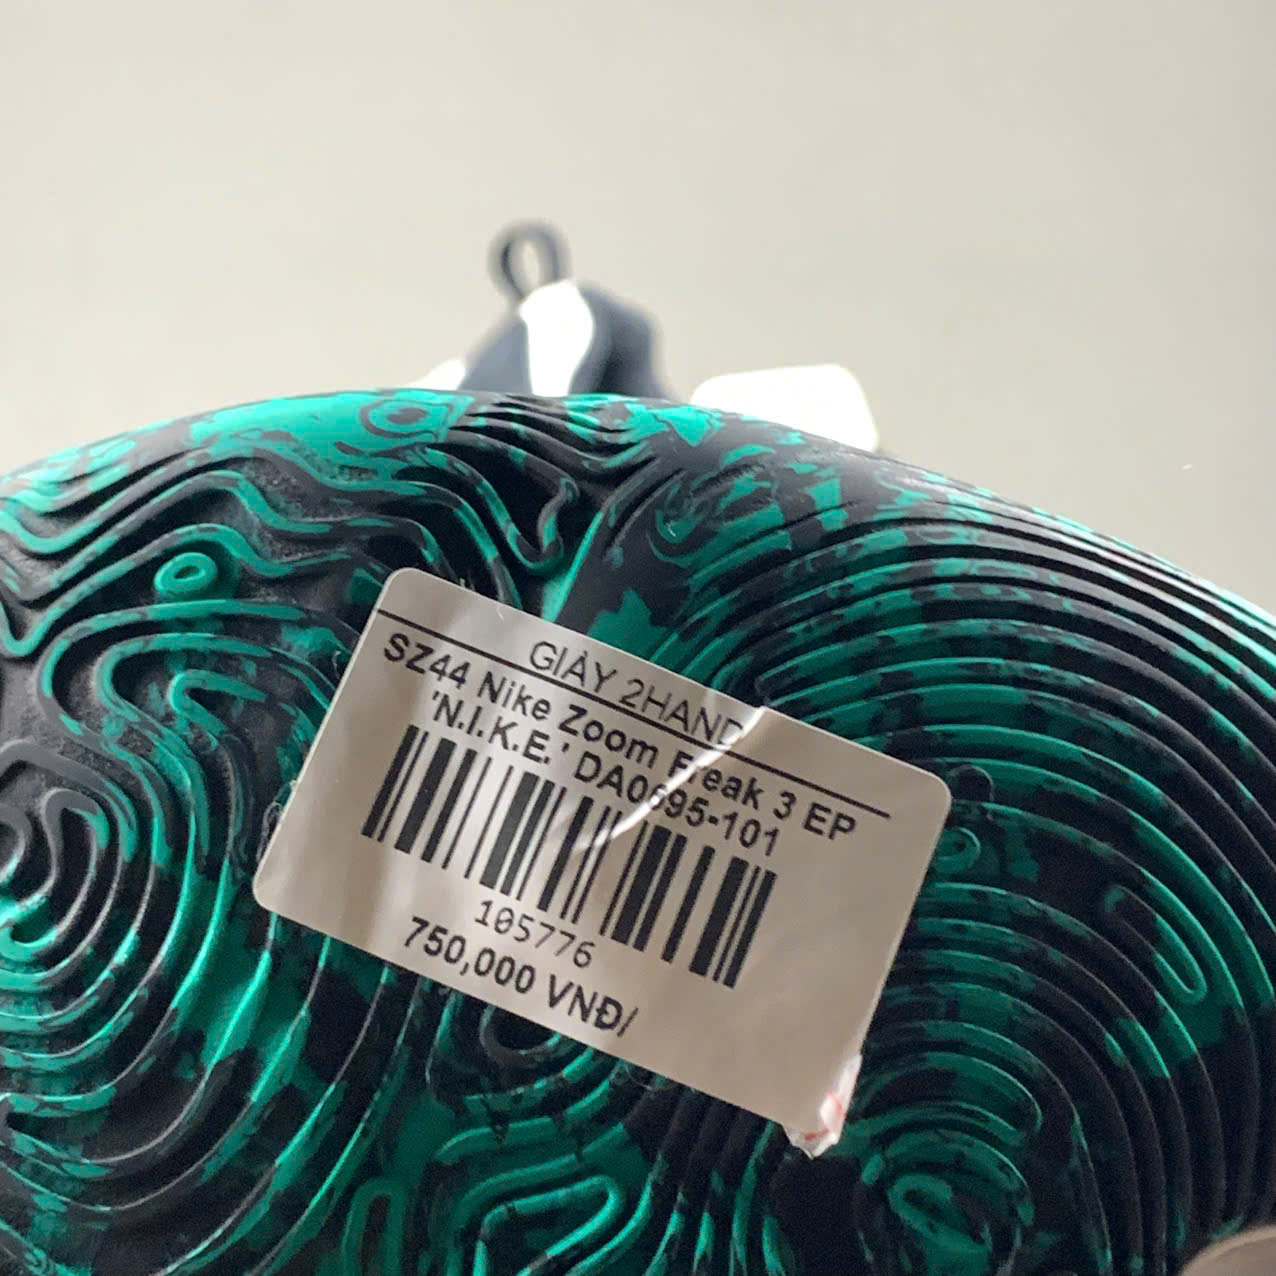 GIÀY 2HAND
SZ44 Nike Zoom Freak 3 EP
'N.I.K.E.' DA0695-101
105776
750,000 VNĐ/